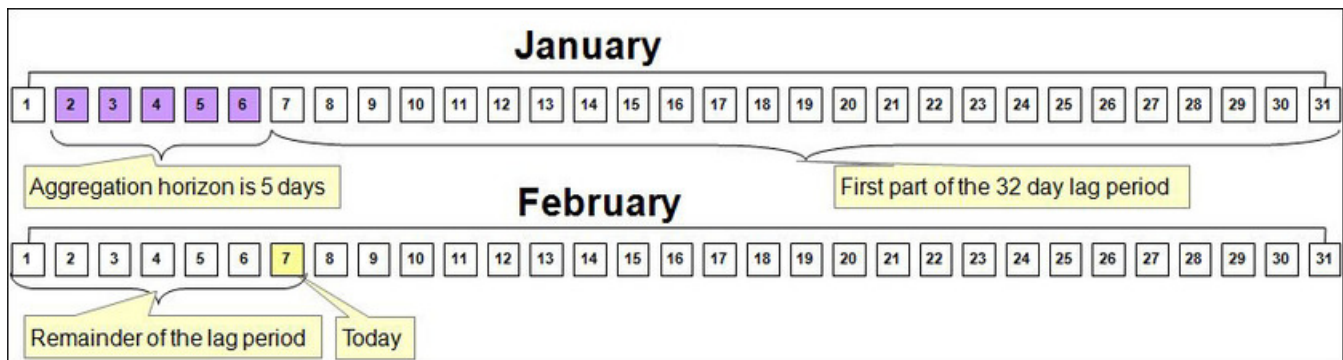 January
1 2 3 4 5 6 7 8 9 10 11 12 13 14 15 16 17 18 19 20 21 22 23 24 25 26 27 28 29 30 31
Aggregation horizon is 5 days
First part of the 32 day lag period
February
1 2 3 4 5 6 7 8 9 10 11 12 13 14 15 16 17 18 19 20 21 22 23 24 25 26 27 28 29 30 31
Remainder of the lag period
Today